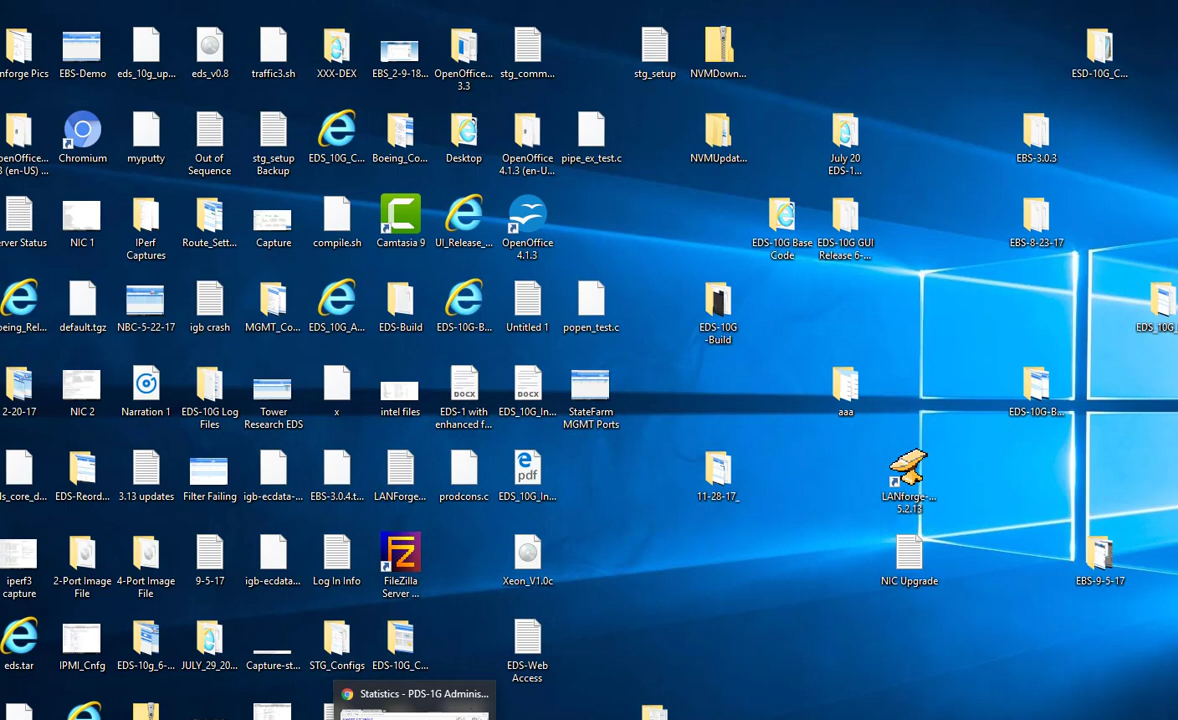 nforge Pics
EBS-Demo
eds_10g_up...
eds_v0.8
traffic3.sh
XXX-DEX
EBS_2-9-18...
OpenOffice...
3.3
stg_comm...
stg_setup
NVMDown...
ESD-10G_C...
penOffice...
(en-US) ...
Chromium
myputty
Out of
Sequence
stg_setup
Backup
EDS_10G_C...
Boeing_Co...
Desktop
OpenOffice
4.1.3 (en-U...
pipe_ex_test.c
NVMUpdat...
July 20
EDS-1...
EBS-3.0.3
rver Status
NIC 1
IPerf
Captures
Route_Sett...
Capture
compile.sh
Camtasia 9
UI_Release_...
OpenOffice
4.1.3
EDS-10G Base
Code
EDS-10G GUI
Release 6-...
EBS-8-23-17
oeing_Rel...
default.tgz
NBC-5-22-17
igb crash
MGMT_Co...
EDS_10G_A...
EDS-Build
EDS-10G-B...
Untitled 1
popen_test.c
EDS-10G
-Build
EDS_10G_
2-20-17
NIC 2
Narration 1
EDS-10G Log
Files
Tower
Research EDS
x
intel files
EDS-1 with
enhanced f...
EDS_10G_In...
StateFarm
MGMT Ports
aaa
EDS-10G-B...
ds_core_d...
EDS-Reord...
3.13 updates
Filter Failing
igb-ecdata-...
EBS-3.0.4.t...
LANForge...
prodcons.c
pdf
EDS_10G_In...
11-28-17_
LANforge-...
5.2.13
iperf3
capture
2-Port Image
File
4-Port Image
File
9-5-17
igb-ecdata...
Log In Info
FileZilla
Server ...
Xeon_V1.0c
NIC Upgrade
EBS-9-5-17
eds.tar
IPMI_Cnfg
EDS-10g_6-...
JULY_29_20...
Capture-st...
STG_Configs
EDS-10G_C...
EDS-Web
Access
Statistics - PDS-1G Adminis...